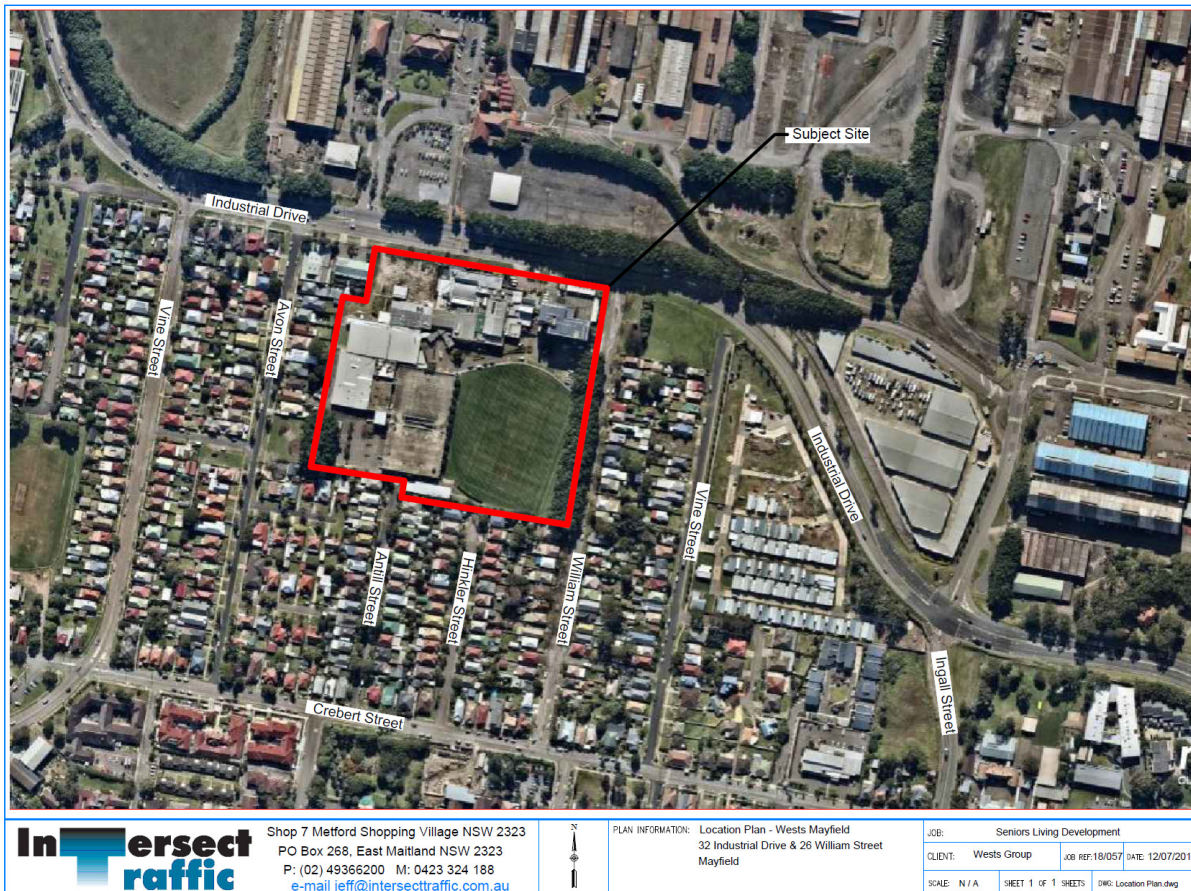 Subject Site
Industrial Drive
Vine Street
Avon Street
Industrial Drive
Vine Street
Antill Street
Hinkler Street
William Street
Ingall Street
Crebert Street
Intersect
Traffic
Shop 7 Metford Shopping Village NSW 2323
PO Box 268, East Maitland NSW 2323
P: (02) 49366200 M: 0423 324 188
e-mail jeff@intersecttraffic.com.au
N
PLAN INFORMATION: Location Plan - Wests Mayfield
32 Industrial Drive & 26 William Street
Mayfield
JOB: Seniors Living Development
CLIENT: Wests Group JOB REF:18/057 DATE: 12/07/201
SCALE: N / A SHEET 1 OF 1 SHEETS DWG: Location Plan.dwg